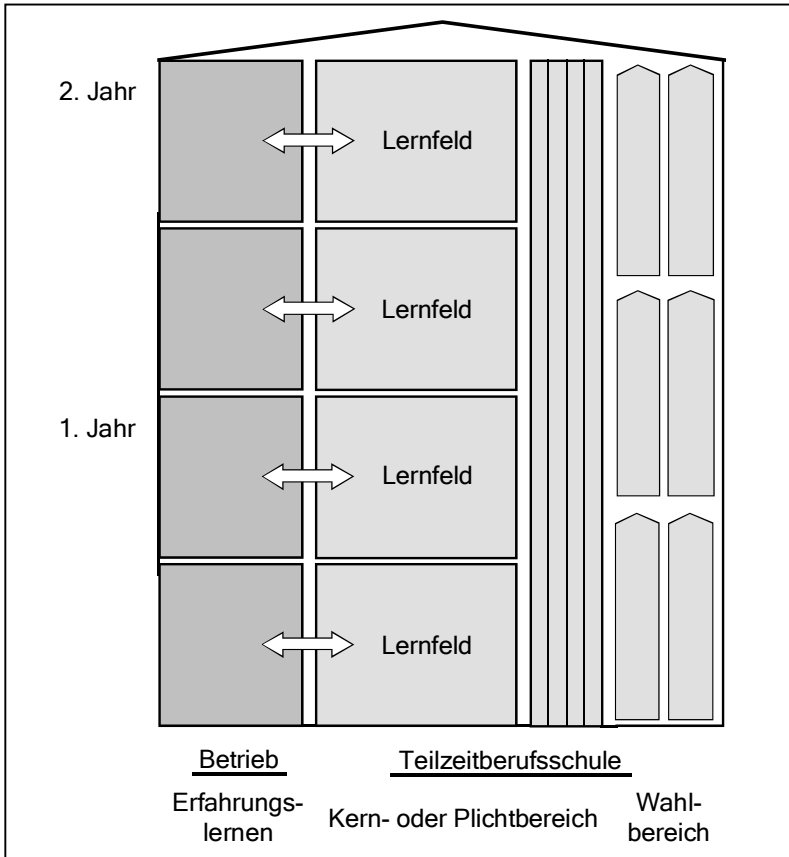 2. Jahr
Lernfeld
Lernfeld
1. Jahr
Lernfeld
Lernfeld
Betrieb
Teilzeitberufsschule
Erfahrungs-
lernen
Kern- oder Plichtbereich
Wahl-
bereich